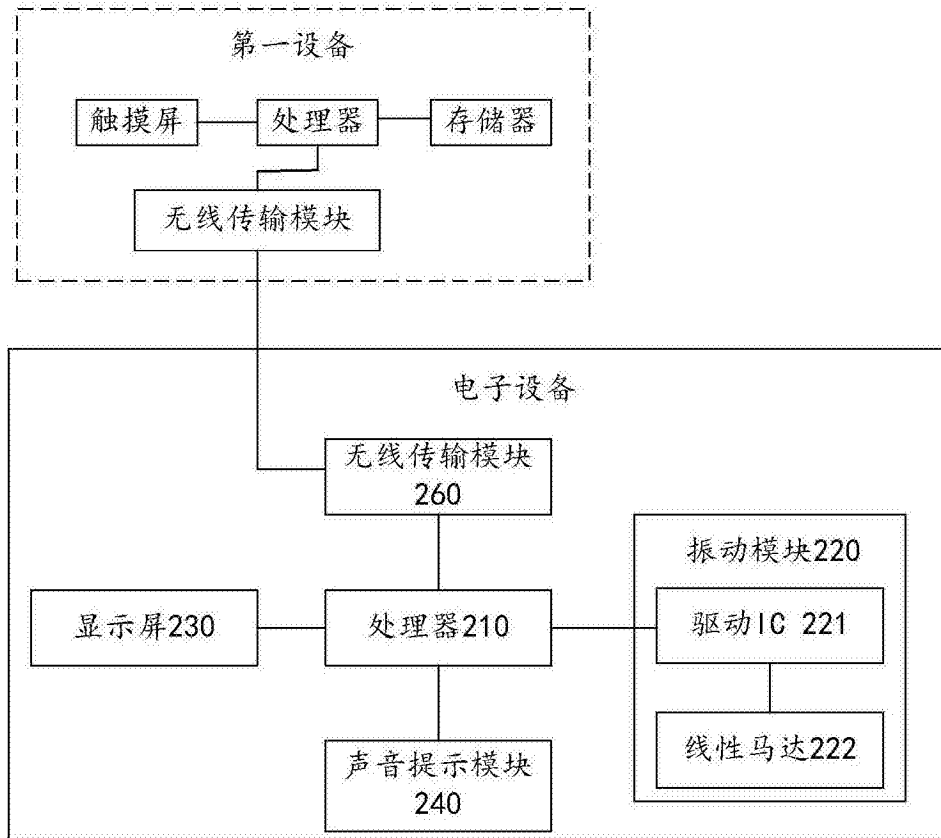 第一设备
触摸屏
处理器
存储器
无线传输模块
电子设备
无线传输模块
260
振动模块220
显示屏230
处理器210
驱动IC 221
线性马达222
声音提示模块
240